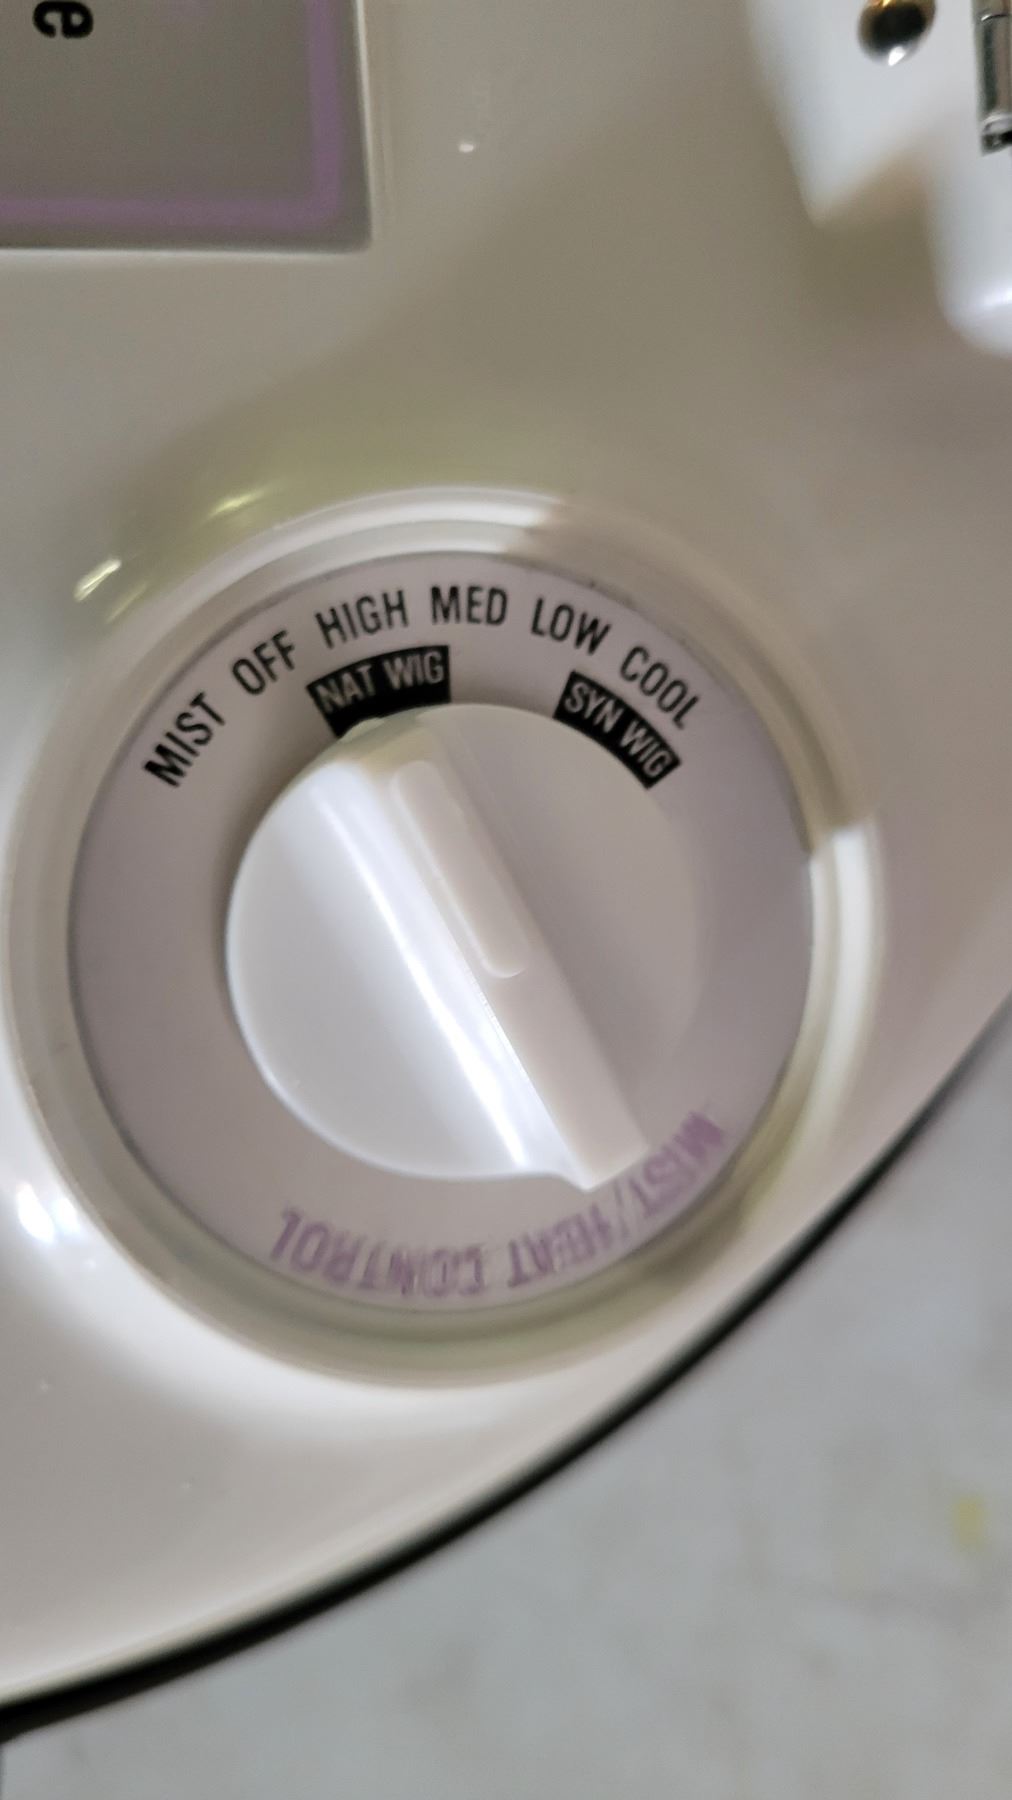 e
MIST OFF HIGH MED LOW COOL
NAT WIG SYN WIG
MIST/HEAT CONTROL